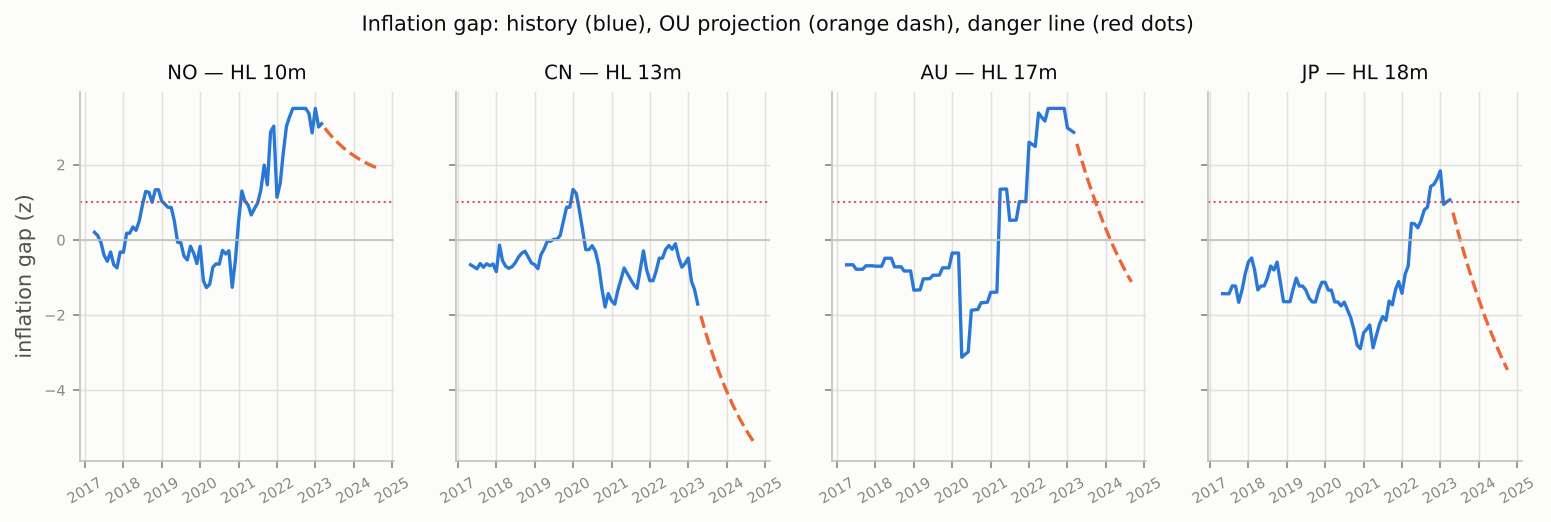 Inflation gap: history (blue), OU projection (orange dash), danger line (red dots)
NO — HL 10m
CN — HL 13m
AU — HL 17m
JP — HL 18m
inflation gap (z)
2
0
−2
−4
2017 2018 2019 2020 2021 2022 2023 2024 2025
2017 2018 2019 2020 2021 2022 2023 2024 2025
2017 2018 2019 2020 2021 2022 2023 2024 2025
2017 2018 2019 2020 2021 2022 2023 2024 2025